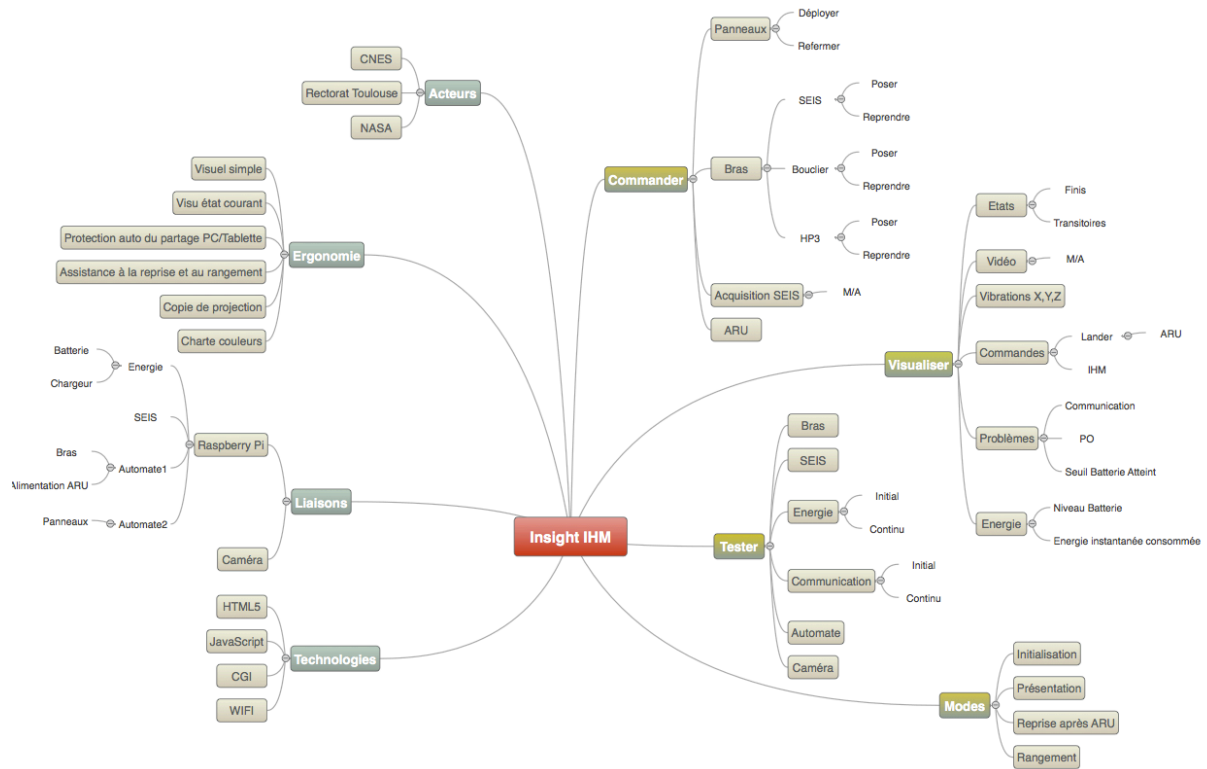 Insight IHM
Acteurs
CNES
Rectorat Toulouse
NASA
Ergonomie
Visuel simple
Visu état courant
Protection auto du partage PC/Tablette
Assistance à la reprise et au rangement
Copie de projection
Charte couleurs
Liaisons
Raspberry Pi
Energie
Batterie
Chargeur
SEIS
Automate1
Bras
Alimentation ARU
Automate2
Panneaux
Caméra
Technologies
HTML5
JavaScript
CGI
WIFI
Commander
Panneaux
Déployer
Refermer
Bras
SEIS
Poser
Reprendre
Bouclier
Poser
Reprendre
HP3
Poser
Reprendre
Acquisition SEIS
M/A
ARU
Visualiser
Etats
Finis
Transitoires
Vidéo
M/A
Vibrations X,Y,Z
Commandes
Lander
ARU
IHM
Problèmes
Communication
PO
Seuil Batterie Atteint
Energie
Niveau Batterie
Energie instantanée consommée
Tester
Bras
SEIS
Energie
Initial
Continu
Communication
Initial
Continu
Automate
Caméra
Modes
Initialisation
Présentation
Reprise après ARU
Rangement